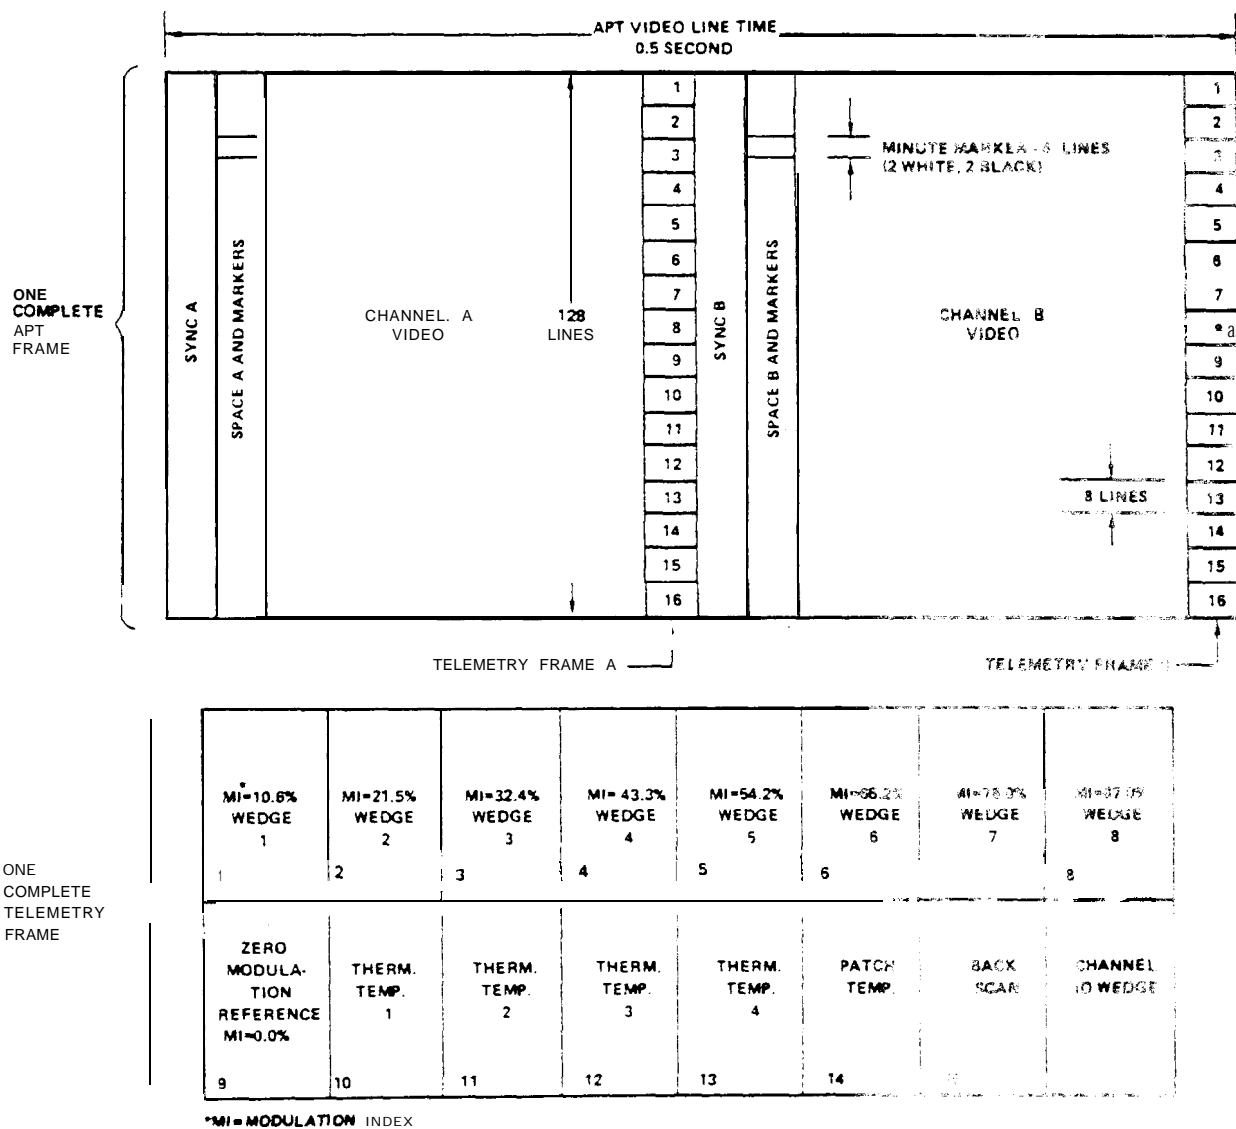 APT VIDEO LINE TIME
0.5 SECOND
1
2
3
4
5
6
7
8
9
10
11
12
13
14
15
16
1
2
3
4
5
6
7
9
10
11
12
13
14
15
16
MINUTE MARKER LINES
(2 WHITE, 2 BLACK)
ONE
COMPLETE
APT
FRAME
SYNC A
SPACE A AND MARKERS
CHANNEL. A
VIDEO
128
LINES
SYNC B
SPACE B AND MARKERS
CHANNEL B
VIDEO
8 LINES
TELEMETRY FRAME A
TELEMETRY FRAME
ONE
COMPLETE
TELEMETRY
FRAME
MI=10.6%*
WEDGE
1
1
MI=21.5%
WEDGE
2
2
MI=32.4%
WEDGE
3
3
MI= 43.3%
WEDGE
4
4
MI=54.2%
WEDGE
5
5
WEDGE
6
6
WEDGE
7
WEDGE
8
8
ZERO
MODULA-
TION
REFERENCE
MI=0.0%
9
THERM.
TEMP.
1
10
THERM.
TEMP.
2
11
THERM.
TEMP.
3
12
THERM.
TEMP.
4
13
PATCH
TEMP.
14
BACK
SCAN
CHANNEL
WEDGE
*MI=MODULATION INDEX